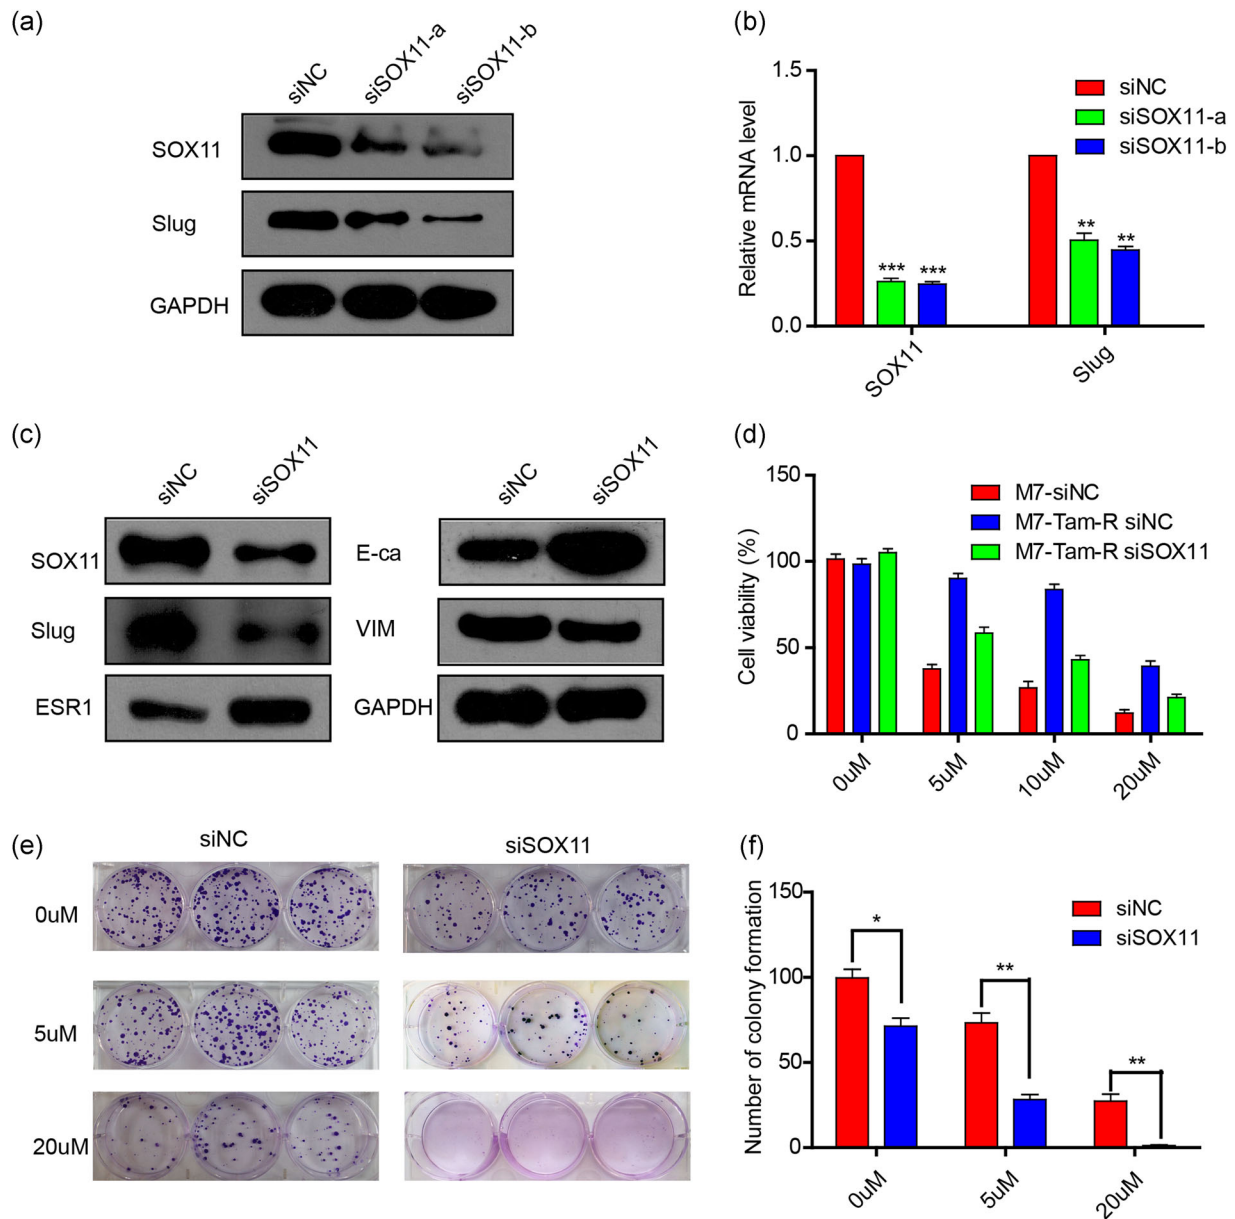 (a)
siNC
siSOX11-a
siSOX11-b
SOX11
Slug
GAPDH
(b)
Relative mRNA level
1.5
1.0
0.5
0.0
siNC
siSOX11-a
siSOX11-b
***
***
**
**
SOX11
Slug
(c)
siNC
siSOX11
SOX11
Slug
ESR1
siNC
siSOX11
E-ca
VIM
GAPDH
(d)
Cell viability (%)
150
100
50
0
M7-siNC
M7-Tam-R siNC
M7-Tam-R siSOX11
0uM
5uM
10uM
20uM
(e)
siNC
siSOX11
0uM
5uM
20uM
(f)
Number of colony formation
150
100
50
0
siNC
siSOX11
*
**
**
0uM
5uM
20uM